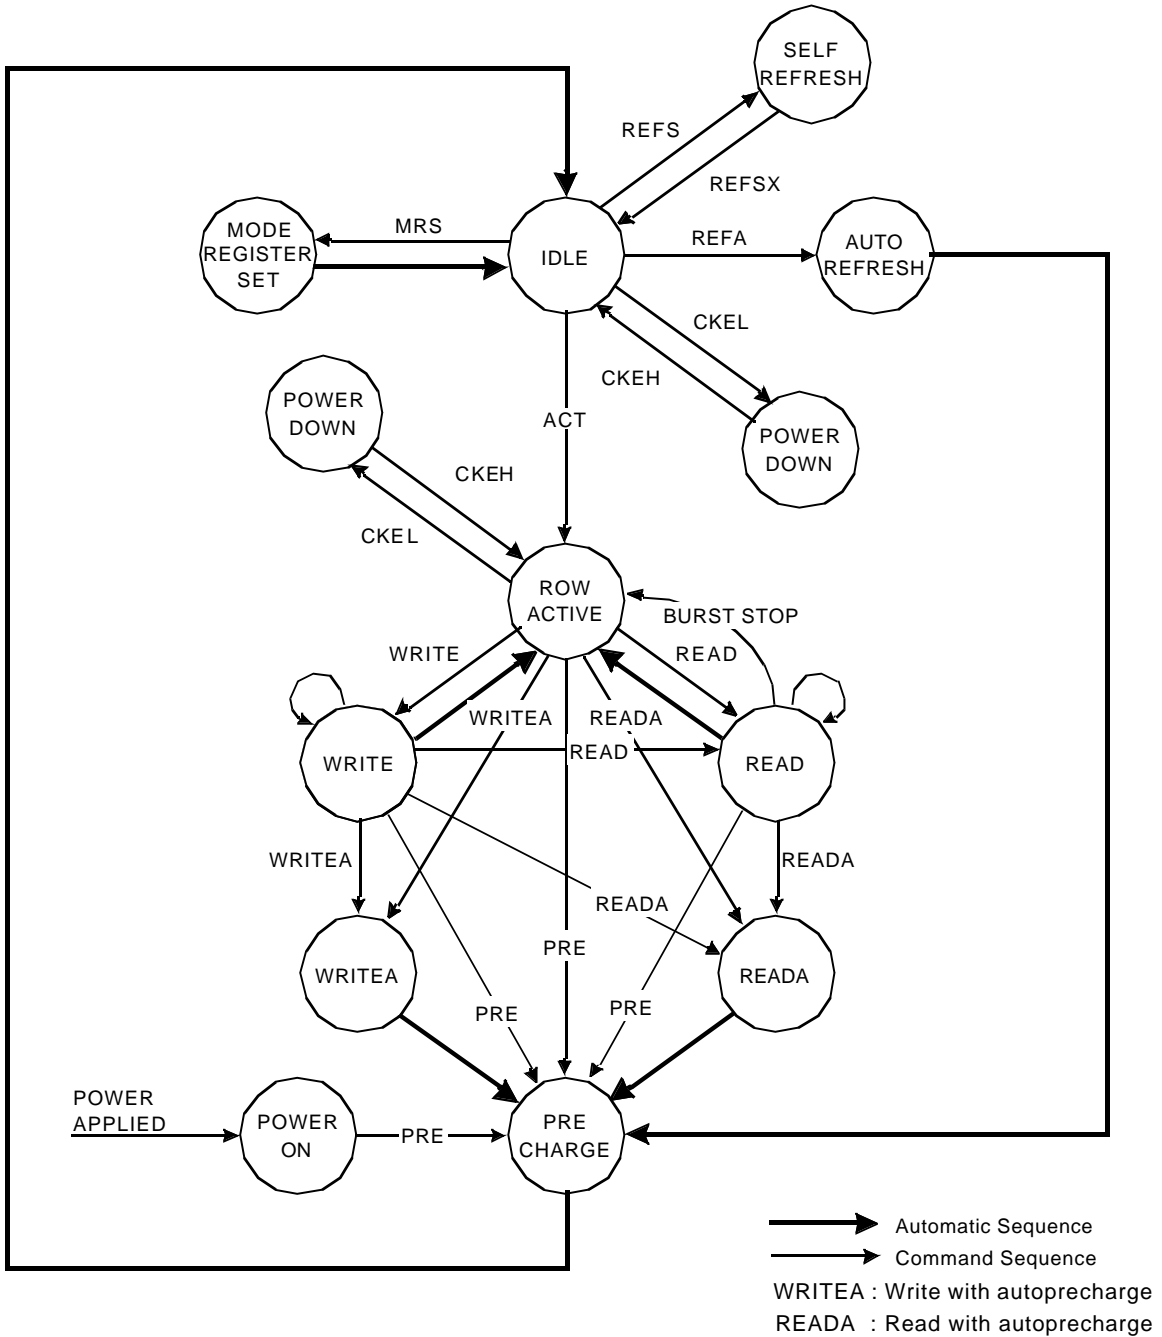 SELF
REFRESH
REFS
REFSX
MODE
REGISTER
SET
MRS
IDLE
REFA
AUTO
REFRESH
CKEL
CKEH
POWER
DOWN
ACT
POWER
DOWN
CKEH
CKEL
ROW
ACTIVE
BURST STOP
WRITE
READ
WRITEA
READA
WRITE
READ
READ
WRITEA
READA
READA
PRE
WRITEA
READA
PRE
PRE
POWER
APPLIED
POWER
ON
PRE
PRE
CHARGE
Automatic Sequence
Command Sequence
WRITEA : Write with autoprecharge
READA : Read with autoprecharge